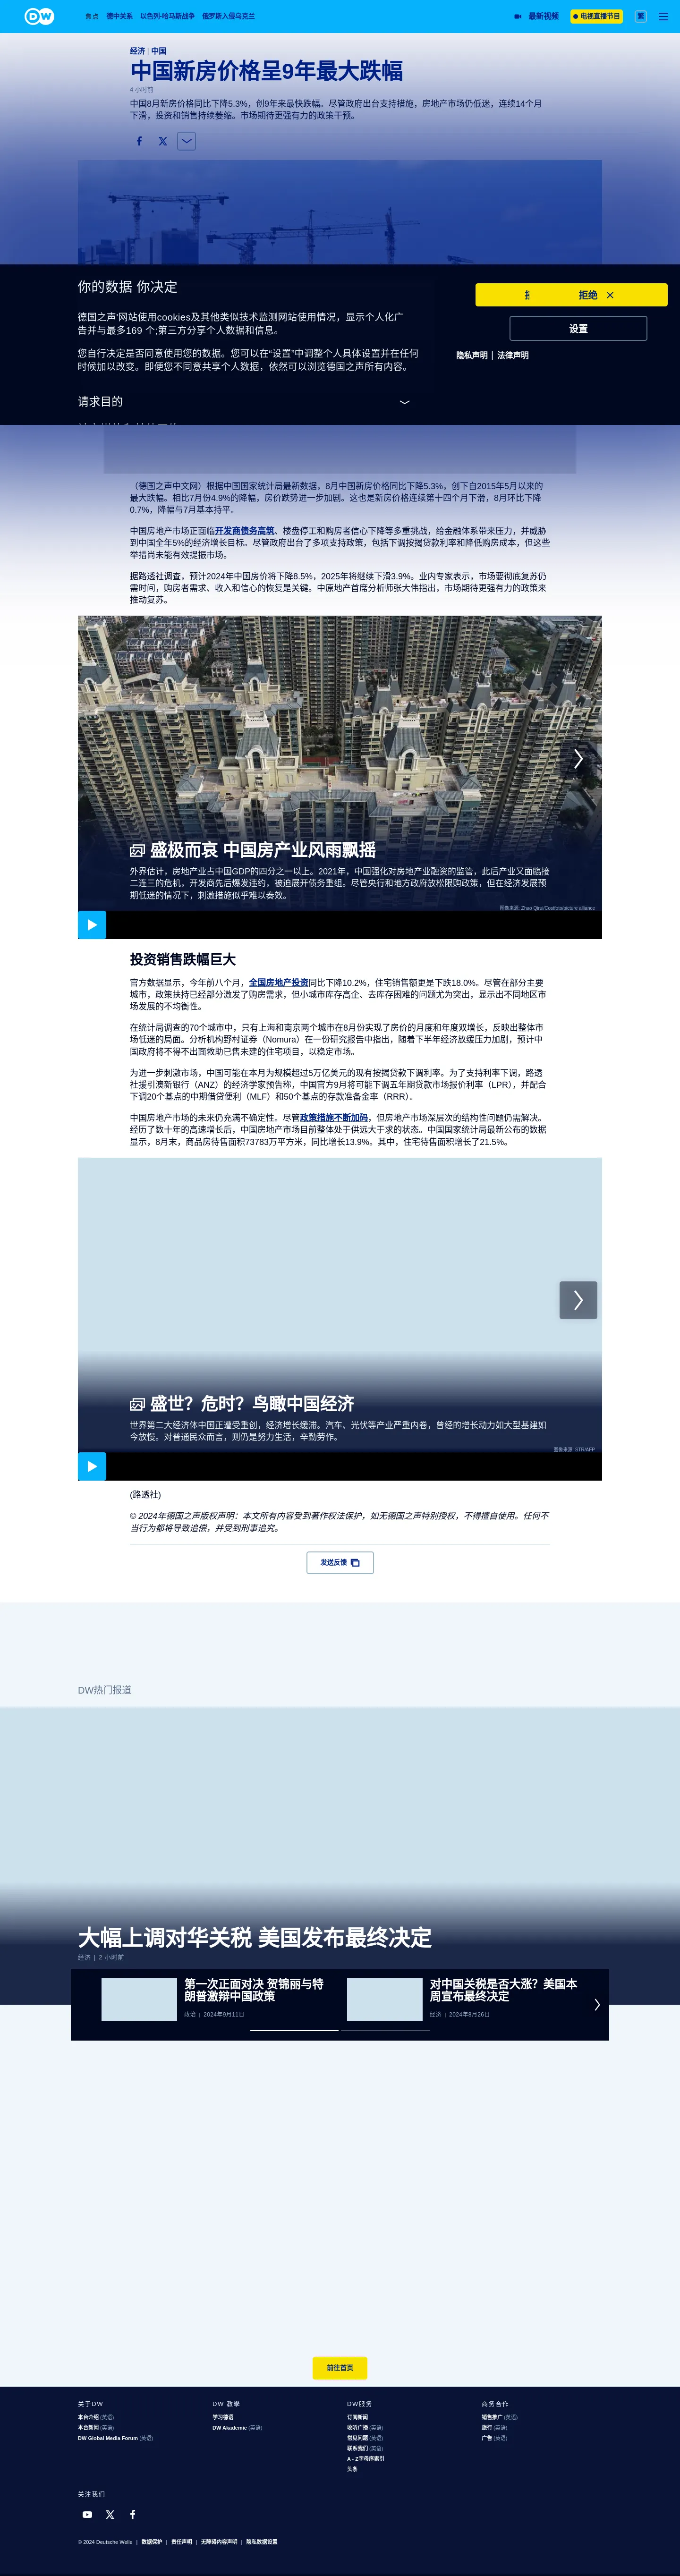 DW
焦点 德中关系 以色列-哈马斯战争 俄罗斯入侵乌克兰 最新视频 电视直播节目 繁
经济 | 中国
中国新房价格呈9年最大跌幅
4 小时前
中国8月新房价格同比下降5.3%，创9年来最快跌幅。尽管政府出台支持措施，房地产市场仍低迷，连续14个月
下滑，投资和销售持续萎缩。市场期待更强有力的政策干预。
你的数据 你决定
拒绝
德国之声'网站使用cookies及其他类似技术监测网站使用情况，显示个人化广
告并与最多169 个;第三方分享个人数据和信息。
设置
您自行决定是否同意使用您的数据。您可以在“设置”中调整个人具体设置并在任何
时候加以改变。即便您不同意共享个人数据，依然可以浏览德国之声所有内容。
隐私声明 | 法律声明
请求目的
（德国之声中文网）根据中国国家统计局最新数据，8月中国新房价格同比下降5.3%，创下自2015年5月以来的
最大跌幅。相比7月份4.9%的降幅，房价跌势进一步加剧。这也是新房价格连续第十四个月下滑，8月环比下降
0.7%，降幅与7月基本持平。
中国房地产市场正面临开发商债务高筑、楼盘停工和购房者信心下降等多重挑战，给金融体系带来压力，并威胁
到中国全年5%的经济增长目标。尽管政府出台了多项支持政策，包括下调按揭贷款利率和降低购房成本，但这些
举措尚未能有效提振市场。
据路透社调查，预计2024年中国房价将下降8.5%，2025年将继续下滑3.9%。业内专家表示，市场要彻底复苏仍
需时间，购房者需求、收入和信心的恢复是关键。中原地产首席分析师张大伟指出，市场期待更强有力的政策来
推动复苏。
盛极而哀 中国房产业风雨飘摇
外界估计，房地产业占中国GDP的四分之一以上。2021年，中国强化对房地产业融资的监管，此后产业又面临接
二连三的危机，开发商先后爆发违约，被迫展开债务重组。尽管央行和地方政府放松限购政策，但在经济发展预
期低迷的情况下，刺激措施似乎难以奏效。
图像来源: Zhao Qirui/Costfoto/picture alliance
投资销售跌幅巨大
官方数据显示，今年前八个月，全国房地产投资同比下降10.2%，住宅销售额更是下跌18.0%。尽管在部分主要
城市，政策扶持已经部分激发了购房需求，但小城市库存高企、去库存困难的问题尤为突出，显示出不同地区市
场发展的不均衡性。
在统计局调查的70个城市中，只有上海和南京两个城市在8月份实现了房价的月度和年度双增长，反映出整体市
场低迷的局面。分析机构野村证券（Nomura）在一份研究报告中指出，随着下半年经济放缓压力加剧，预计中
国政府将不得不出面救助已售未建的住宅项目，以稳定市场。
为进一步刺激市场，中国可能在本月为规模超过5万亿美元的现有按揭贷款下调利率。为了支持利率下调，路透
社援引澳新银行（ANZ）的经济学家预告称，中国官方9月将可能下调五年期贷款市场报价利率（LPR），并配合
下调20个基点的中期借贷便利（MLF）和50个基点的存款准备金率（RRR）。
中国房地产市场的未来仍充满不确定性。尽管政策措施不断加码，但房地产市场深层次的结构性问题仍需解决。
经历了数十年的高速增长后，中国房地产市场目前整体处于供远大于求的状态。中国国家统计局最新公布的数据
显示，8月末，商品房待售面积73783万平方米，同比增长13.9%。其中，住宅待售面积增长了21.5%。
盛世？危时？鸟瞰中国经济
世界第二大经济体中国正遭受重创，经济增长缓滞。汽车、光伏等产业严重内卷，曾经的增长动力如大型基建如
今放慢。对普通民众而言，则仍是努力生活，辛勤劳作。
图像来源: STR/AFP
(路透社)
© 2024年德国之声版权声明：本文所有内容受到著作权法保护，如无德国之声特别授权，不得擅自使用。任何不
当行为都将导致追偿，并受到刑事追究。
发送反馈
DW热门报道
大幅上调对华关税 美国发布最终决定
经济 | 2 小时前
第一次正面对决 贺锦丽与特
朗普激辩中国政策
政治 | 2024年9月11日
对中国关税是否大涨？美国本
周宣布最终决定
经济 | 2024年8月26日
前往首页
关于DW
本台介绍 (英语)
本台新闻 (英语)
DW Global Media Forum (英语)
DW 教學
学习德语
DW Akademie (英语)
DW服务
订阅新闻
收听广播 (英语)
常见问题 (英语)
联系我们 (英语)
A - Z字母序索引
头条
商务合作
销售推广 (英语)
旅行 (英语)
广告 (英语)
关注我们
© 2024 Deutsche Welle | 数据保护 | 责任声明 | 无障碍内容声明 | 隐私数据设置